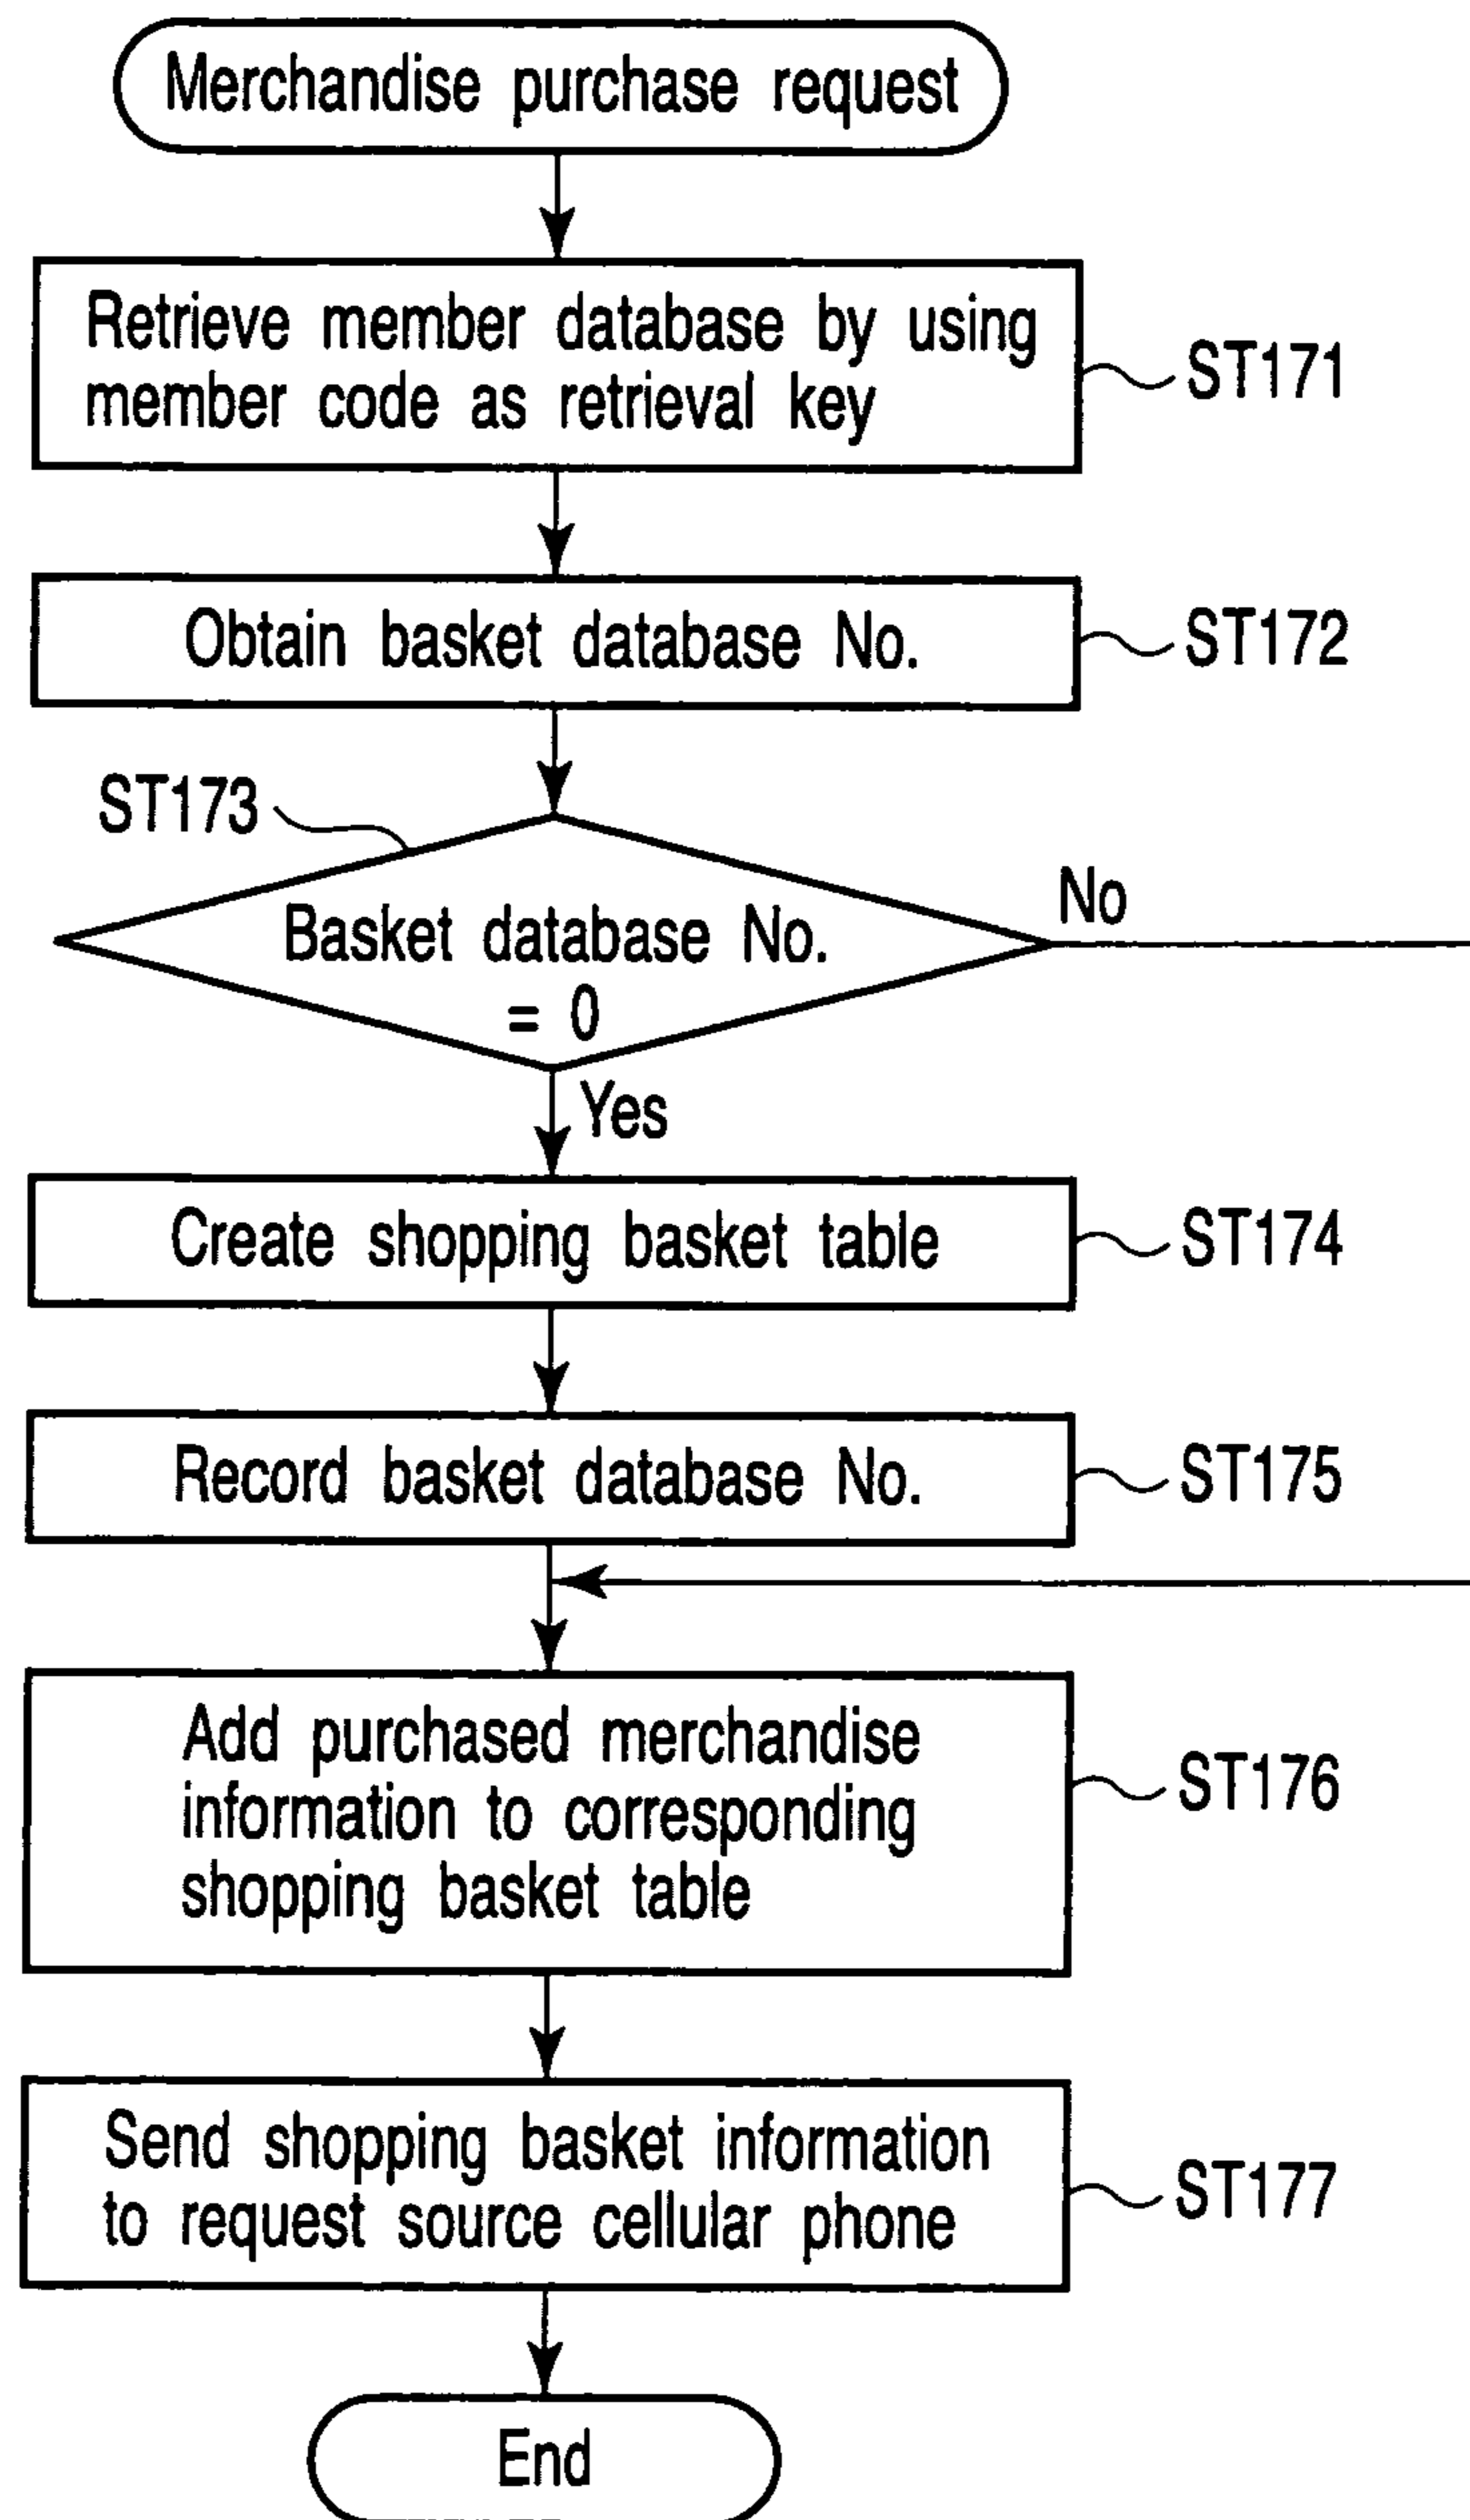 Merchandise purchase request
Retrieve member database by using
member code as retrieval key
ST171
Obtain basket database No.
ST172
ST173
Basket database No.
= 0
No
Yes
Create shopping basket table
ST174
Record basket database No.
ST175
Add purchased merchandise
information to corresponding
shopping basket table
ST176
Send shopping basket information
to request source cellular phone
ST177
End